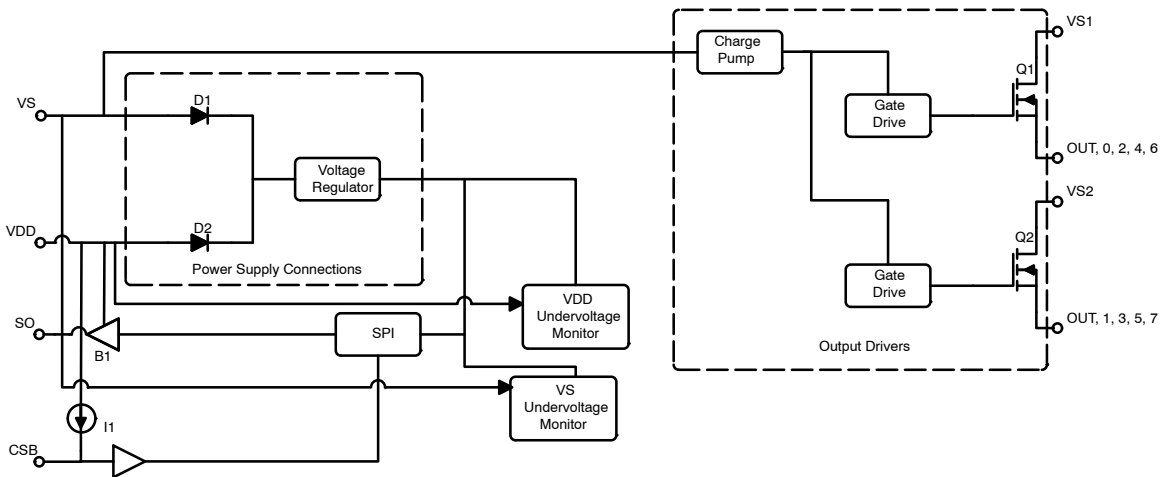 VS1
Charge
Pump
Q1
VS
D1
Gate
Drive
OUT, 0, 2, 4, 6
Voltage
Regulator
VS2
VDD
D2
Q2
Power Supply Connections
Gate
Drive
VDD
Undervoltage
Monitor
SO
B1
SPI
OUT, 1, 3, 5, 7
Output Drivers
VS
Undervoltage
Monitor
I1
CSB